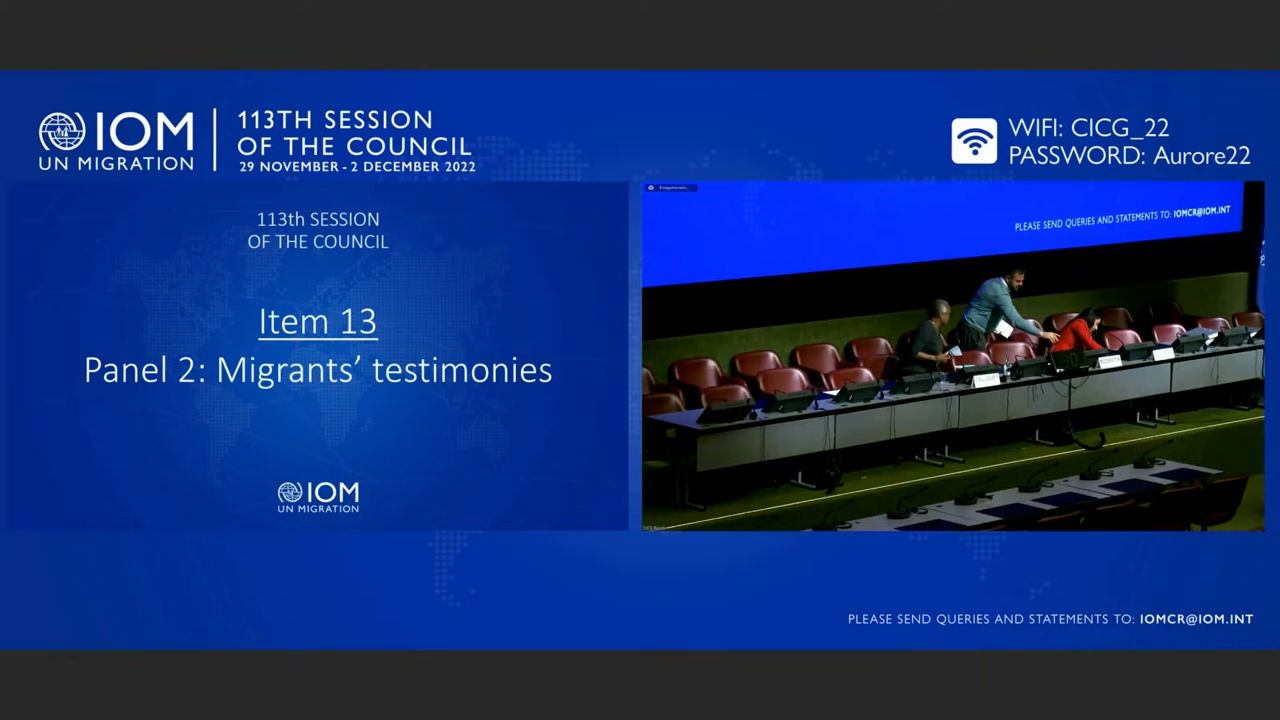 IOM
UN MIGRATION
113TH SESSION
OF THE COUNCIL
29 NOVEMBER - 2 DECEMBER 2022
WIFI: CICG_22
PASSWORD: Aurore22
113th SESSION
OF THE COUNCIL
Item 13
Panel 2: Migrants’ testimonies
IOM
UN MIGRATION
PLEASE SEND QUERIES AND STATEMENTS TO: IOMCR@IOM.INT
PLEASE SEND QUERIES AND STATEMENTS TO: IOMCR@IOM.INT